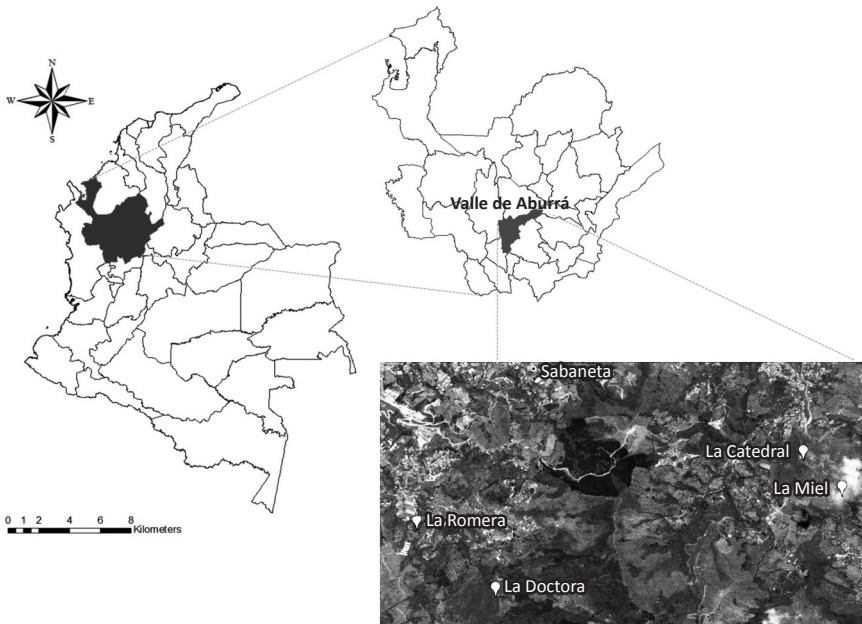 N
W E
S
Valle de Aburrá
Sabaneta
La Catedral
La Miel
La Romera
La Doctora
0 1 2 4 6 8
Kilometers